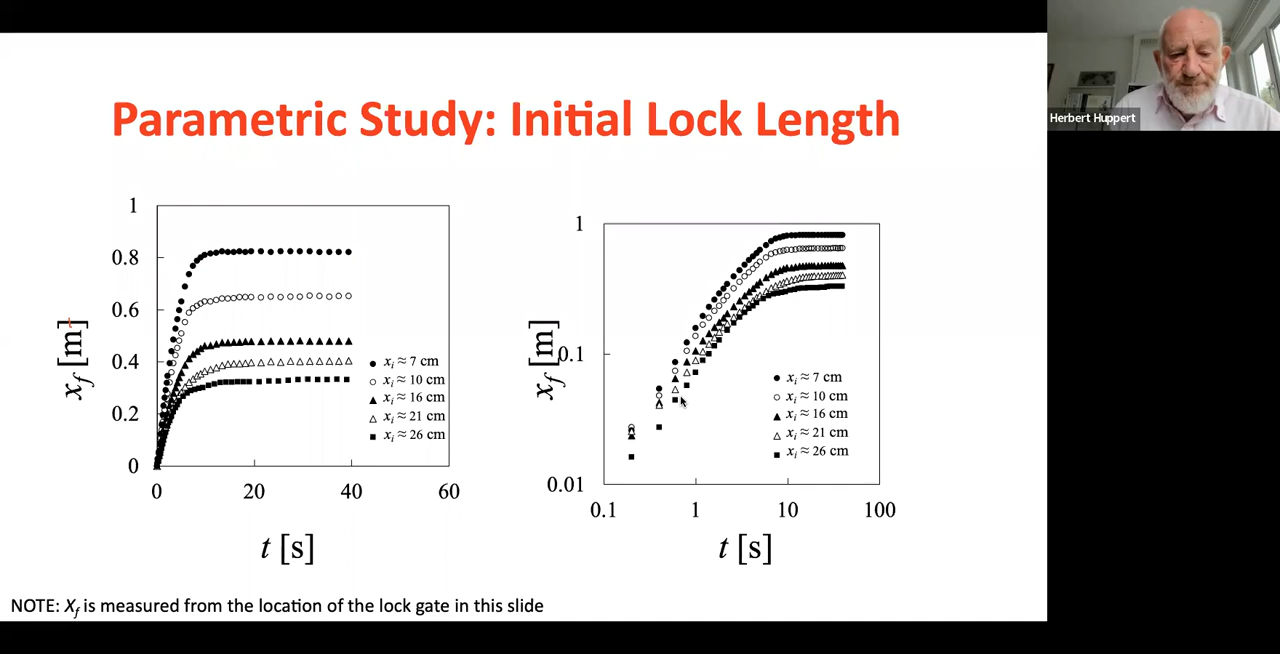 Parametric Study: Initial Lock Length
Herbert Huppert
1
0.8
0.6
0.4
0.2
0
x_f [m]
0 20 40 60
t [s]
x_i ≈ 7 cm
x_i ≈ 10 cm
x_i ≈ 16 cm
x_i ≈ 21 cm
x_i ≈ 26 cm
1
0.1
0.01
x_f [m]
0.1 1 10 100
t [s]
x_i ≈ 7 cm
x_i ≈ 10 cm
x_i ≈ 16 cm
x_i ≈ 21 cm
x_i ≈ 26 cm
NOTE: X_f is measured from the location of the lock gate in this slide